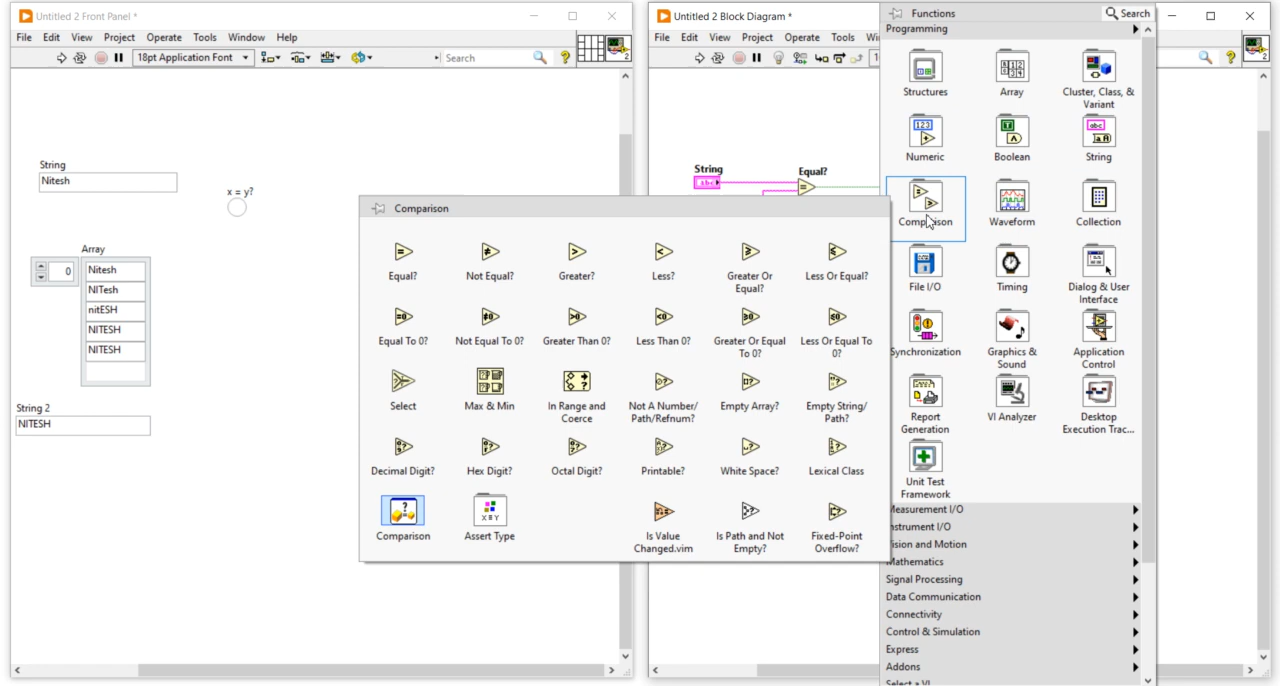 Untitled 2 Front Panel *
File Edit View Project Operate Tools Window Help
18pt Application Font
Search
2
String
Nitesh
x = y?
Array
0
Nitesh
NITesh
nitESH
NITESH
NITESH
String 2
NITESH
Untitled 2 Block Diagram *
File Edit View Project Operate Tools
2
String
abc
Equal?
=
Comparison
Equal? Not Equal? Greater? Less? Greater Or Less Or Equal?
Equal?
Equal To 0? Not Equal To 0? Greater Than 0? Less Than 0? Greater Or Equal Less Or Equal To
To 0? 0?
Select Max & Min In Range and Not A Number/ Empty Array? Empty String/
Coerce Path/Refnum? Path?
Decimal Digit? Hex Digit? Octal Digit? Printable? White Space? Lexical Class
Comparison Assert Type Is Value Is Path and Not Fixed-Point
Changed.vim Empty? Overflow?
Functions Search
Programming
Structures Array Cluster, Class, &
Variant
Numeric Boolean String
Comparison Waveform Collection
File I/O Timing Dialog & User
Interface
Synchronization Graphics & Application
Sound Control
Report VI Analyzer Desktop
Generation Execution Trac...
Unit Test
Framework
Measurement I/O
Instrument I/O
Vision and Motion
Mathematics
Signal Processing
Data Communication
Connectivity
Control & Simulation
Express
Addons
Select a VI